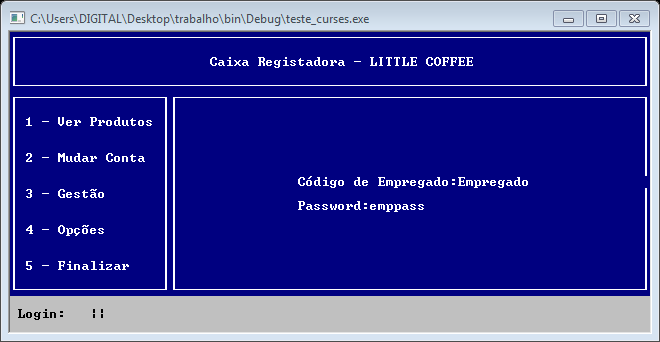 C:\Users\DIGITAL\Desktop\trabalho\bin\Debug\teste_curses.exe
Caixa Registadora - LITTLE COFFEE
1 - Ver Produtos
2 - Mudar Conta
3 - Gestão
4 - Opções
5 - Finalizar
Código de Empregado:Empregado
Password:emppass
Login: ||